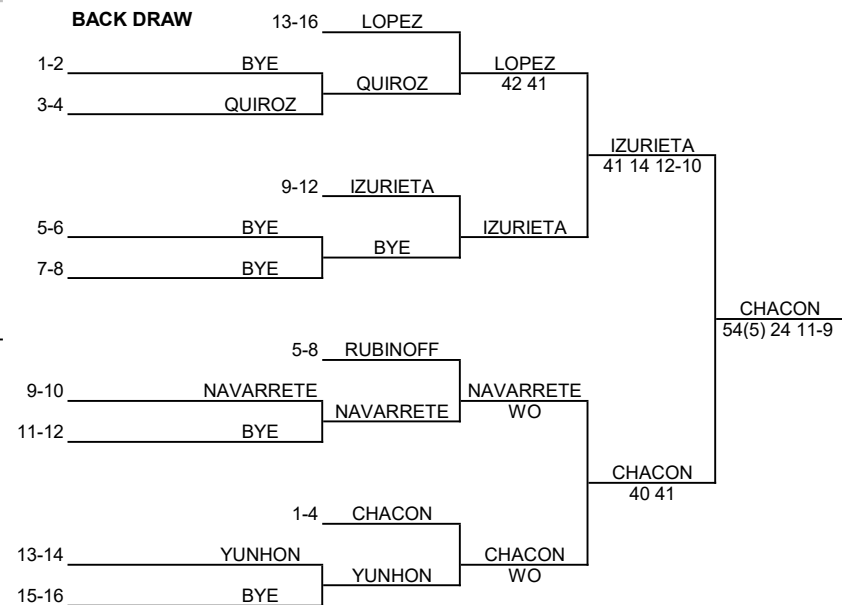 BACK DRAW
13-16 LOPEZ
1-2 BYE LOPEZ
QUIROZ 42 41
3-4 QUIROZ
IZURIETA
41 14 12-10
9-12 IZURIETA
5-6 BYE IZURIETA
BYE
7-8 BYE
CHACON
54(5) 24 11-9
5-8 RUBINOFF
9-10 NAVARRETE NAVARRETE
NAVARRETE WO
11-12 BYE
CHACON
40 41
1-4 CHACON
13-14 YUNHON CHACON
YUNHON WO
15-16 BYE